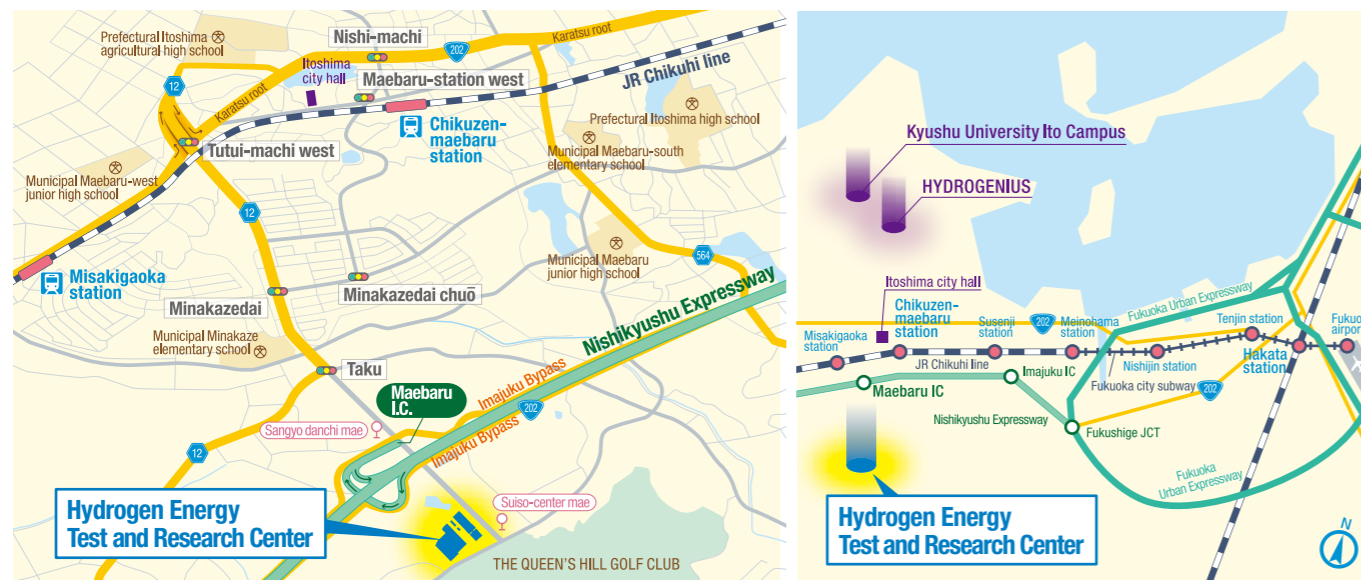 Prefectural Itoshima
agricultural high school
Nishi-machi
202
Karatsu root
12
Itoshima
city hall
Maebaru-station west
JR Chikuhi line
Karatsu root
Chikuzen-
maebaru
station
Prefectural Itoshima high school
Tutui-machi west
Municipal Maebaru-south
elementary school
Municipal Maebaru-west
junior high school
12
Municipal Maebaru
junior high school
564
Misakigaoka
station
Minakazedai
Minakazedai chuō
Nishikyushu Expressway
Municipal Minakaze
elementary school
Taku
Maebaru
I.C.
Imajuku Bypass
202
Imajuku Bypass
Sangyo danchi mae
12
Hydrogen Energy
Test and Research Center
Suiso-center mae
THE QUEEN'S HILL GOLF CLUB
Kyushu University Ito Campus
HYDROGENIUS
Itoshima city hall
Fukuoka Urban Expressway
Misakigaoka
station
Chikuzen-
maebaru
station
Susenji
station
202
Meinohama
station
Tenjin station
Fukuo
airpor
Hakata
station
Nishijin station
JR Chikuhi line
Imajuku IC
Fukuoka city subway
202
Maebaru IC
Nishikyushu Expressway
Fukushige JCT
Fukuoka
Urban Expressway
Hydrogen Energy
Test and Research Center
N